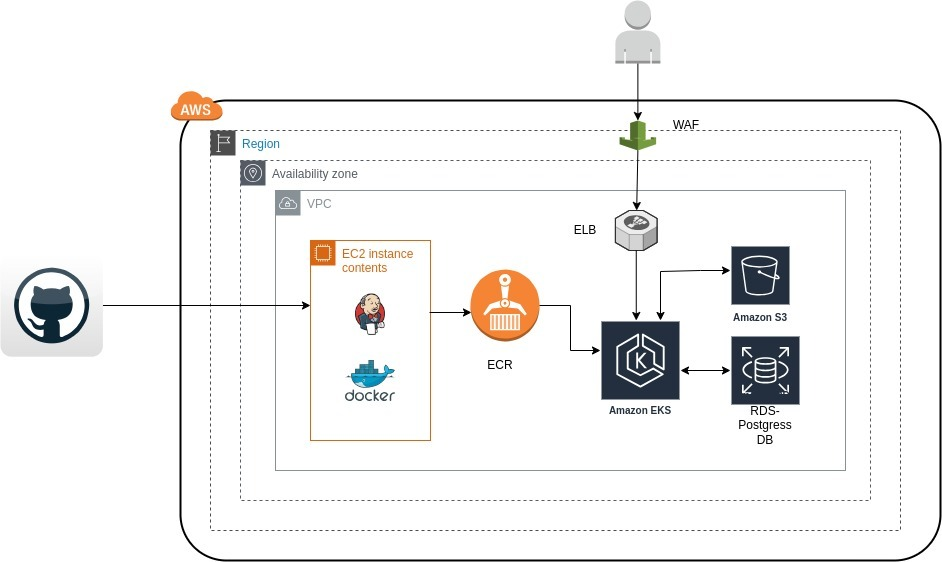 AWS
WAF
Region
Availability zone
VPC
ELB
EC2 instance
contents
docker
ECR
K
Amazon S3
Amazon EKS
RDS-
Postgress
DB